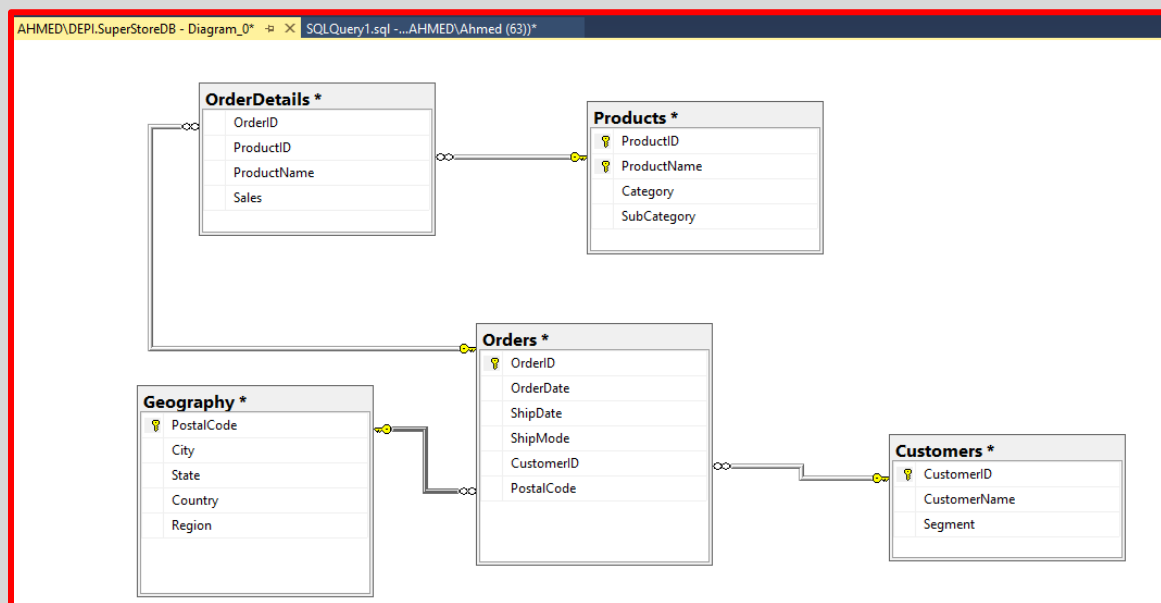 AHMED\DEPI.SuperStoreDB - Diagram_0*
SQLQuery1.sql -...AHMED\Ahmed (63))*
OrderDetails *
OrderID
ProductID
ProductName
Sales
Products *
ProductID
ProductName
Category
SubCategory
Orders *
OrderID
OrderDate
ShipDate
ShipMode
CustomerID
PostalCode
Geography *
PostalCode
City
State
Country
Region
Customers *
CustomerID
CustomerName
Segment